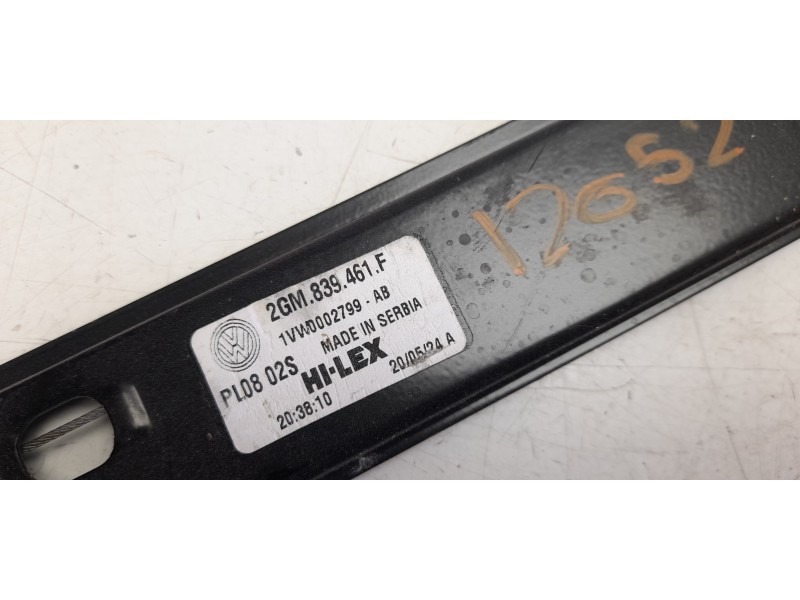 12652
2GM.839.461.F
1VW0002799 - AB
MADE IN SERBIA
PL08 02S
HI-LEX
20:38:10
20/05/24 A